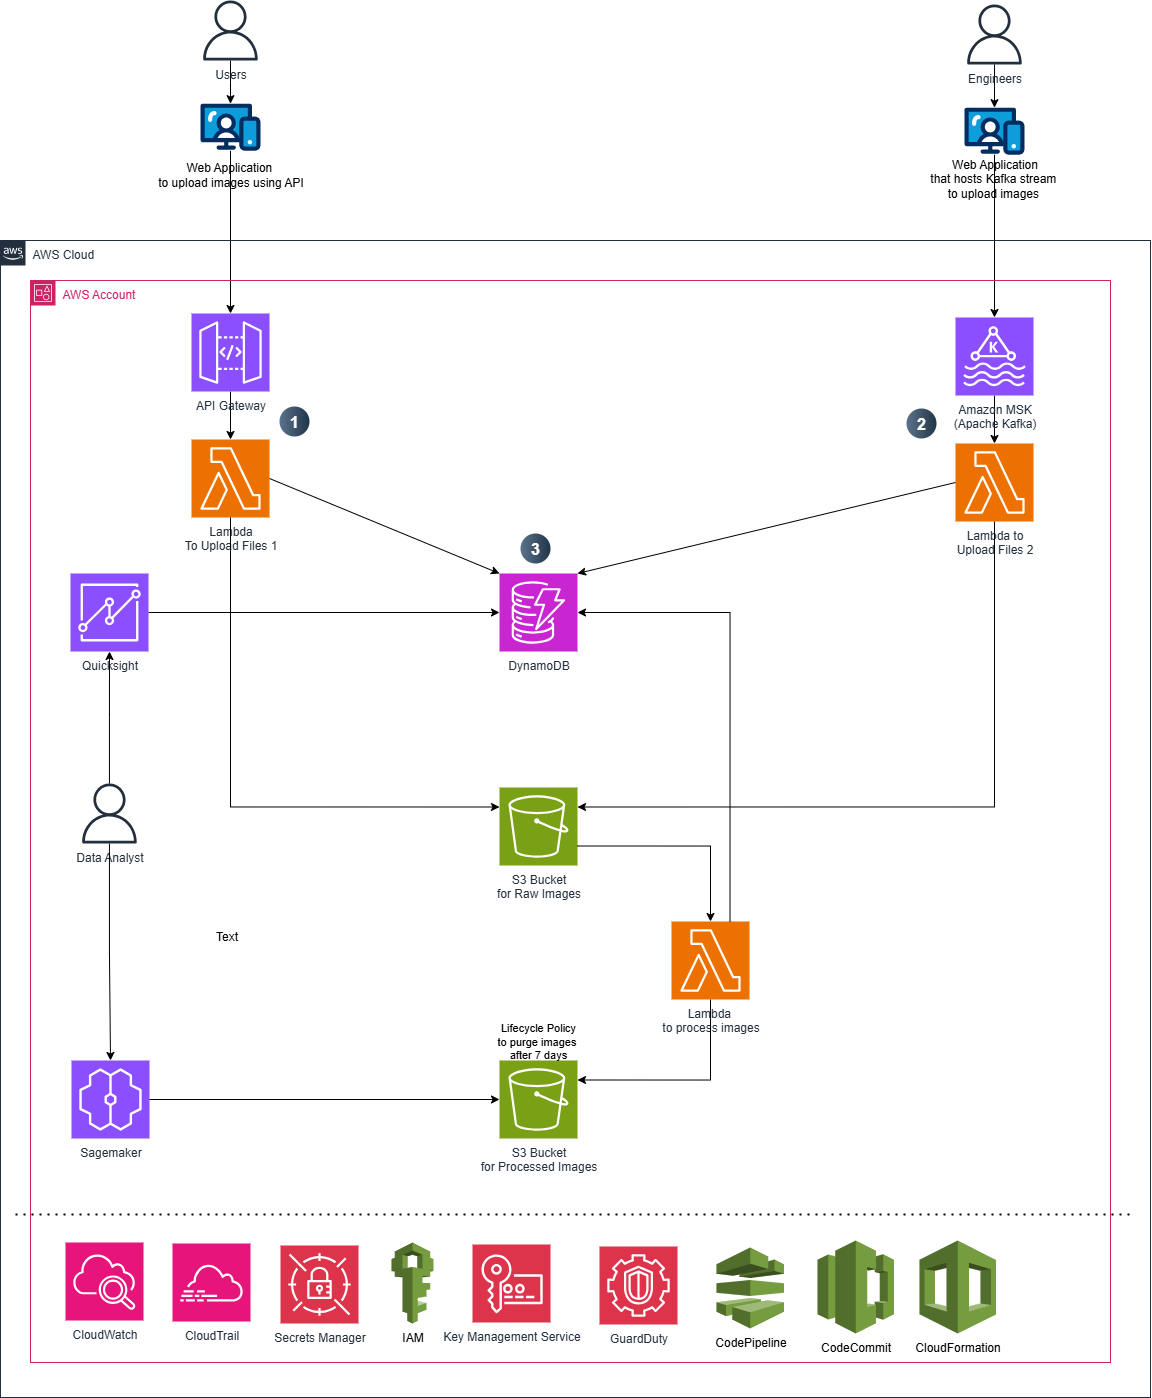 Users
Engineers
Web Application
to upload images using API
Web Application
that hosts Kafka stream
to upload images
aws
AWS Cloud
AWS Account
</>
K
API Gateway
1
Amazon MSK
(Apache Kafka)
2
Lambda
To Upload Files 1
Lambda to
Upload Files 2
3
Quicksight
DynamoDB
Data Analyst
S3 Bucket
for Raw Images
Text
Lambda
to process images
Lifecycle Policy
to purge images
after 7 days
Sagemaker
S3 Bucket
for Processed Images
CloudWatch
CloudTrail
Secrets Manager
IAM
Key Management Service
GuardDuty
CodePipeline
CodeCommit
CloudFormation